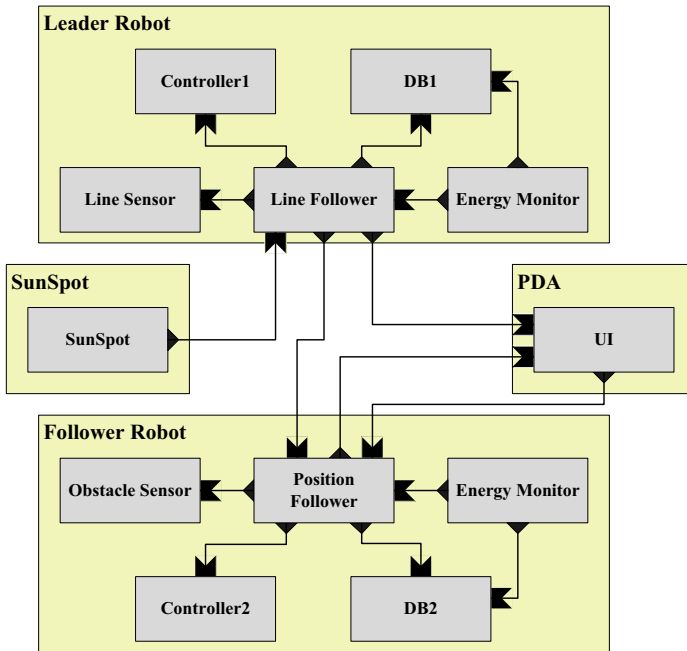 Leader Robot
Controller1
DB1
Line Sensor
Line Follower
Energy Monitor
SunSpot
PDA
SunSpot
UI
Follower Robot
Obstacle Sensor
Position
Follower
Energy Monitor
Controller2
DB2